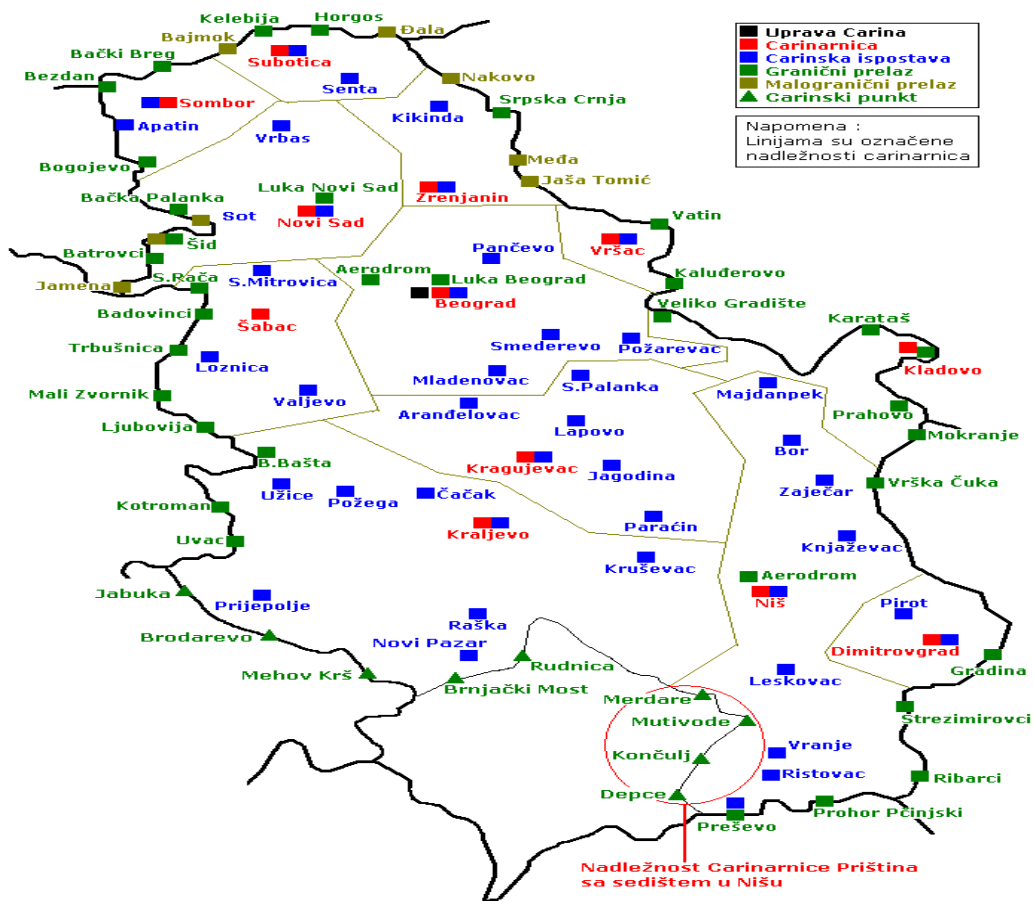 Kelebija
Horgos
Bajmok
Đala
Bački Breg
Subotica
Bezdan
Senta
Nakovo
Sombor
Kikinda
Srpska Crnja
Apatin
Vrbas
Bogojevo
Međa
Jaša Tomić
Luka Novi Sad
Zrenjanin
Bačka Palanka
Sot
Novi Sad
Vatin
Šid
Vršac
Batrovci
Pančevo
Jamena
S.Rača
S.Mitrovica
Aerodrom
Luka Beograd
Kaluđerovo
Beograd
Veliko Gradište
Badovinci
Šabac
Karataš
Trbušnica
Loznica
Smederevo
Požarevac
Kladovo
Mladenovac
S.Palanka
Mali Zvornik
Valjevo
Aranđelovac
Majdanpek
Prahovo
Ljubovija
Lapovo
Mokranje
Bor
B.Bašta
Kragujevac
Jagodina
Užice
Požega
Čačak
Zaječar
Vrška Čuka
Kotroman
Kraljevo
Paraćin
Uvac
Knjaževac
Kruševac
Aerodrom
Jabuka
Prijepolje
Niš
Pirot
Raška
Brodarevo
Novi Pazar
Dimitrovgrad
Rudnica
Gradina
Mehov Krš
Brnjački Most
Leskovac
Merdare
Mutivode
Strezimirovci
Končulj
Vranje
Ristovac
Ribarci
Depce
Preševo
Prohor Pčinjski
Nadležnost Carinarnice Priština
sa sedištem u Nišu
Uprava Carina
Carinarnica
Carinska ispostava
Granični prelaz
Malogranični prelaz
Carinski punkt
Napomena :
Linijama su označene
nadležnosti carinarnica